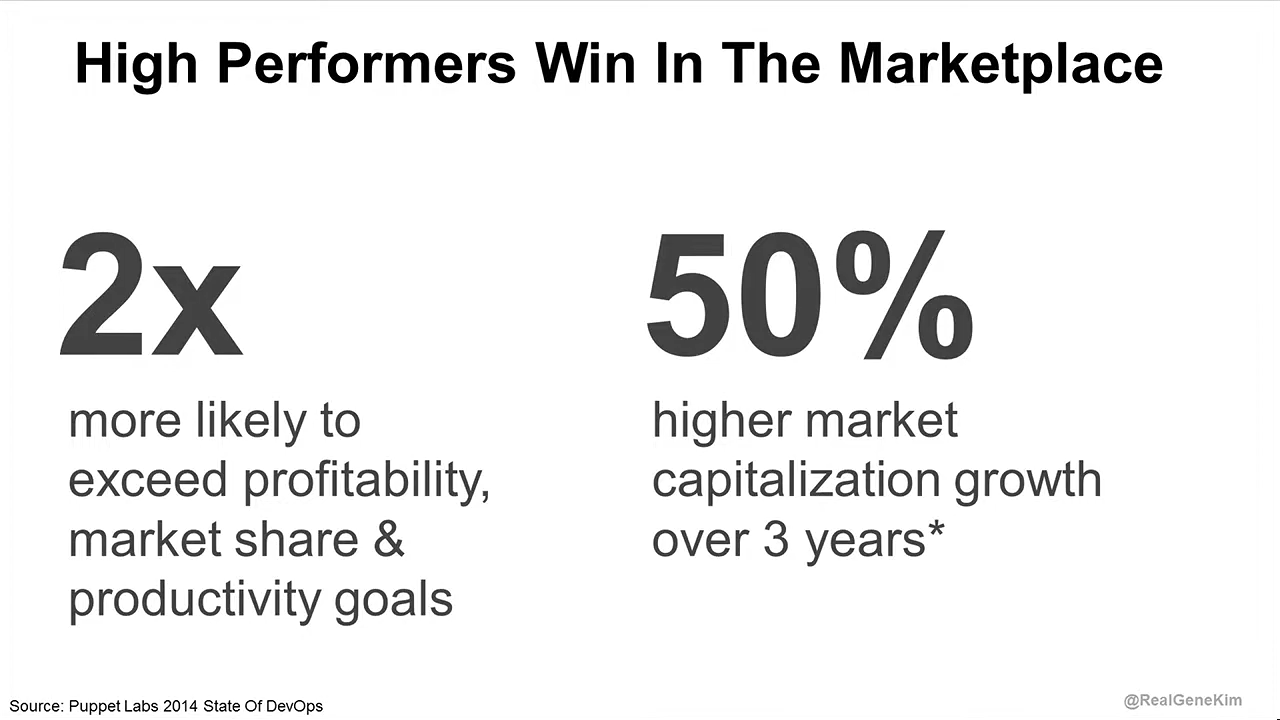 High Performers Win In The Marketplace
2x
more likely to
exceed profitability,
market share &
productivity goals
50%
higher market
capitalization growth
over 3 years*
Source: Puppet Labs 2014 State Of DevOps
@RealGeneKim